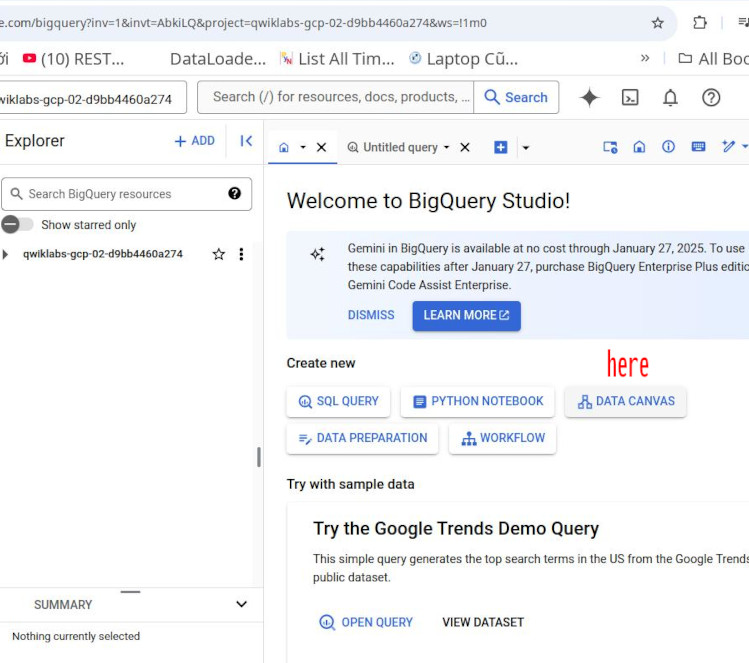 e.com/bigquery?inv=1&invt=AbkiLQ&project=qwiklabs-gcp-02-d9bb4460a274&ws=!1m0
ới (10) REST... DataLoade... List All Tim... Laptop Cũ... » All Boo
wiklabs-gcp-02-d9bb4460a274 Search (/) for resources, docs, products, ... Search
Explorer + ADD
Untitled query
Search BigQuery resources
Show starred only
qwiklabs-gcp-02-d9bb4460a274
Welcome to BigQuery Studio!
Gemini in BigQuery is available at no cost through January 27, 2025. To use
these capabilities after January 27, purchase BigQuery Enterprise Plus editio
Gemini Code Assist Enterprise.
DISMISS LEARN MORE
Create new
here
SQL QUERY PYTHON NOTEBOOK DATA CANVAS
DATA PREPARATION WORKFLOW
Try with sample data
Try the Google Trends Demo Query
This simple query generates the top search terms in the US from the Google Trends
public dataset.
OPEN QUERY VIEW DATASET
SUMMARY
Nothing currently selected